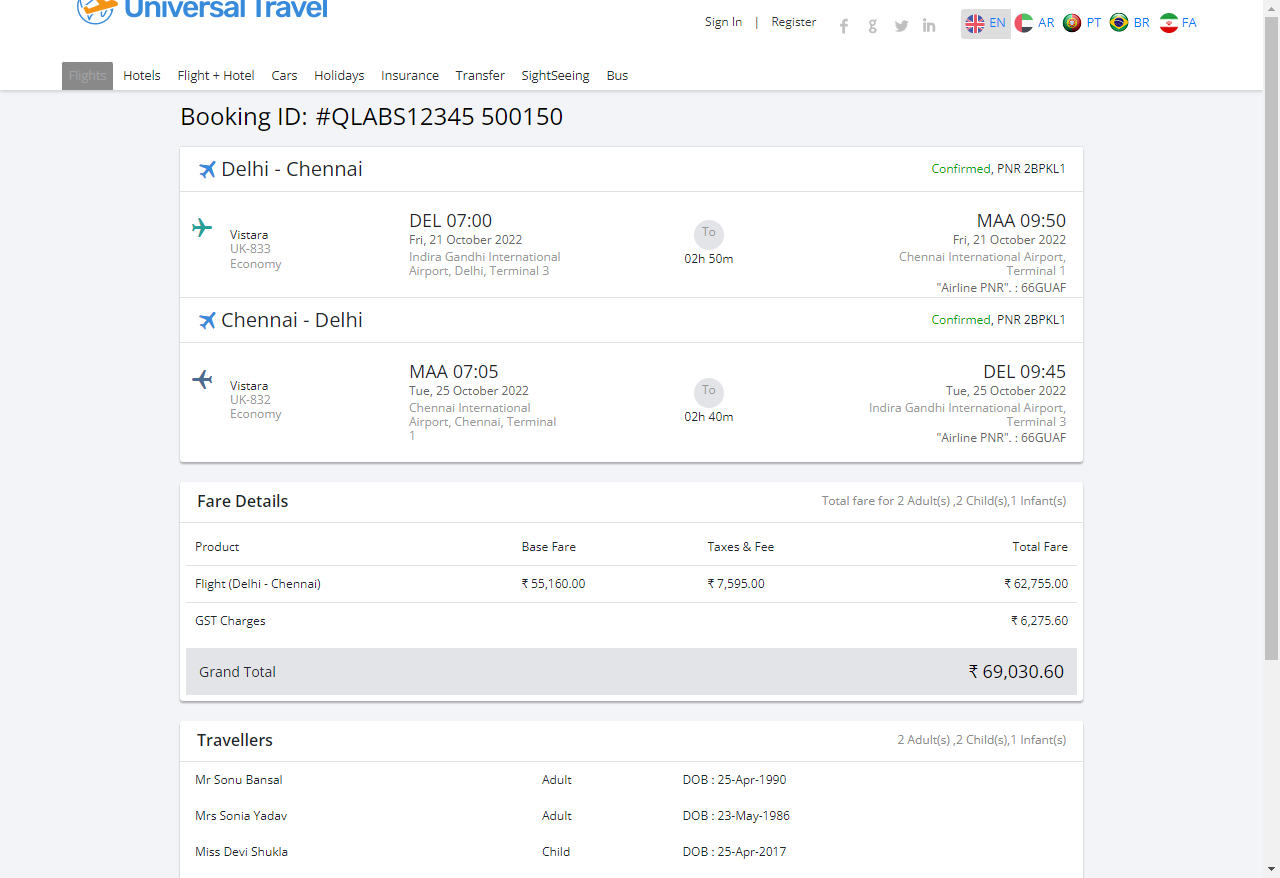 Universal Travel
Sign In | Register
EN AR PT BR FA
Flights Hotels Flight + Hotel Cars Holidays Insurance Transfer SightSeeing Bus
Booking ID: #QLABS12345 500150
Delhi - Chennai Confirmed, PNR 2BPKL1
Vistara
UK-833
Economy
DEL 07:00
Fri, 21 October 2022
Indira Gandhi International
Airport, Delhi, Terminal 3
To
02h 50m
MAA 09:50
Fri, 21 October 2022
Chennai International Airport,
Terminal 1
"Airline PNR". : 66GUAF
Chennai - Delhi Confirmed, PNR 2BPKL1
Vistara
UK-832
Economy
MAA 07:05
Tue, 25 October 2022
Chennai International
Airport, Chennai, Terminal
1
To
02h 40m
DEL 09:45
Tue, 25 October 2022
Indira Gandhi International Airport,
Terminal 3
"Airline PNR". : 66GUAF
Fare Details Total fare for 2 Adult(s) ,2 Child(s),1 Infant(s)
Product Base Fare Taxes & Fee Total Fare
Flight (Delhi - Chennai) ₹ 55,160.00 ₹ 7,595.00 ₹ 62,755.00
GST Charges ₹ 6,275.60
Grand Total ₹ 69,030.60
Travellers 2 Adult(s) ,2 Child(s),1 Infant(s)
Mr Sonu Bansal Adult DOB : 25-Apr-1990
Mrs Sonia Yadav Adult DOB : 23-May-1986
Miss Devi Shukla Child DOB : 25-Apr-2017